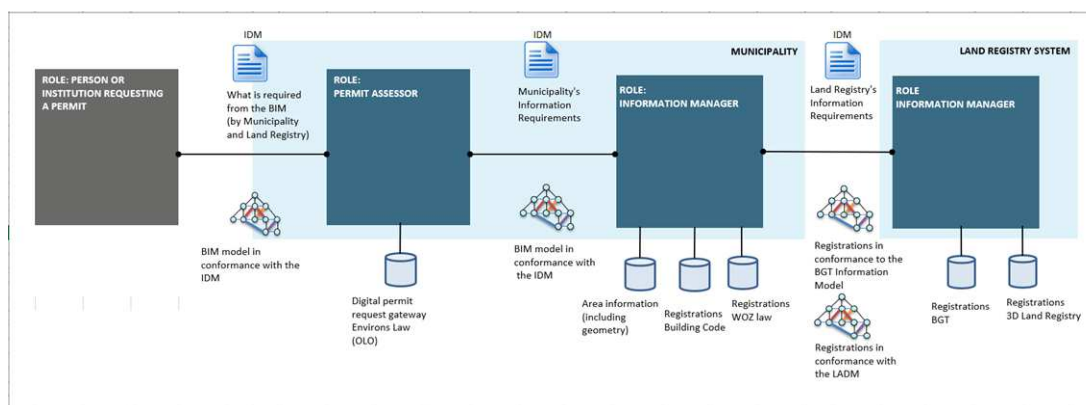 IDM
IDM
IDM
MUNICIPALITY
LAND REGISTRY SYSTEM
ROLE: PERSON OR
INSTITUTION REQUESTING
A PERMIT
What is required
from the BIM
(by Municipality
and Land Registry)
ROLE:
PERMIT ASSESSOR
Municipality's
Information
Requirements
ROLE:
INFORMATION MANAGER
Land Registry's
Information
Requirements
ROLE
INFORMATION MANAGER
BIM model in
conformance with the
IDM
Digital permit
request gateway
Environs Law
(OLO)
BIM model in
conformance with
the IDM
Area information
(including
geometry)
Registrations
Building Code
Registrations
WOZ law
Registrations in
conformance to the
BGT Information
Model
Registrations in
conformance with
the LADM
Registrations
BGT
Registrations
3D Land Registry